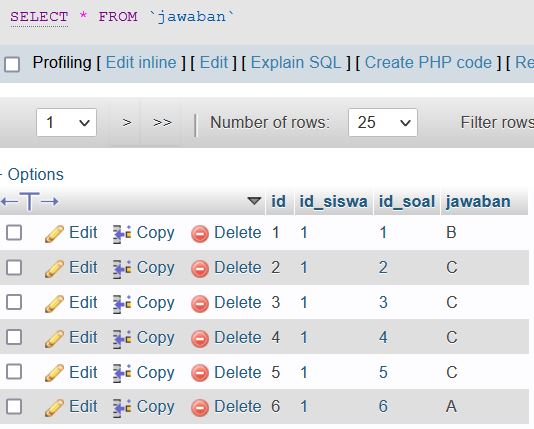 SELECT * FROM `jawaban`
Profiling [ Edit inline ] [ Edit ] [ Explain SQL ] [ Create PHP code ] [ Re
1 > >> | Number of rows: 25 Filter rows
Options
id id_siswa id_soal jawaban
Edit Copy Delete 1 1 1 B
Edit Copy Delete 2 1 2 C
Edit Copy Delete 3 1 3 C
Edit Copy Delete 4 1 4 C
Edit Copy Delete 5 1 5 C
Edit Copy Delete 6 1 6 A